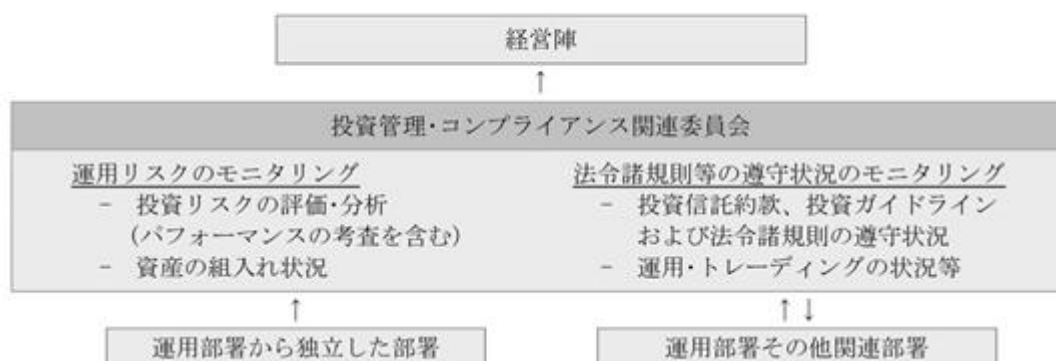 経営陣
↑
投資管理･コンプライアンス関連委員会
運用リスクのモニタリング
－ 投資リスクの評価･分析
(パフォーマンスの考査を含む)
－ 資産の組入れ状況
法令諸規則等の遵守状況のモニタリング
－ 投資信託約款、投資ガイドライン
および法令諸規則の遵守状況
－ 運用･トレーディングの状況等
↑
↑↓
運用部署から独立した部署
運用部署その他関連部署